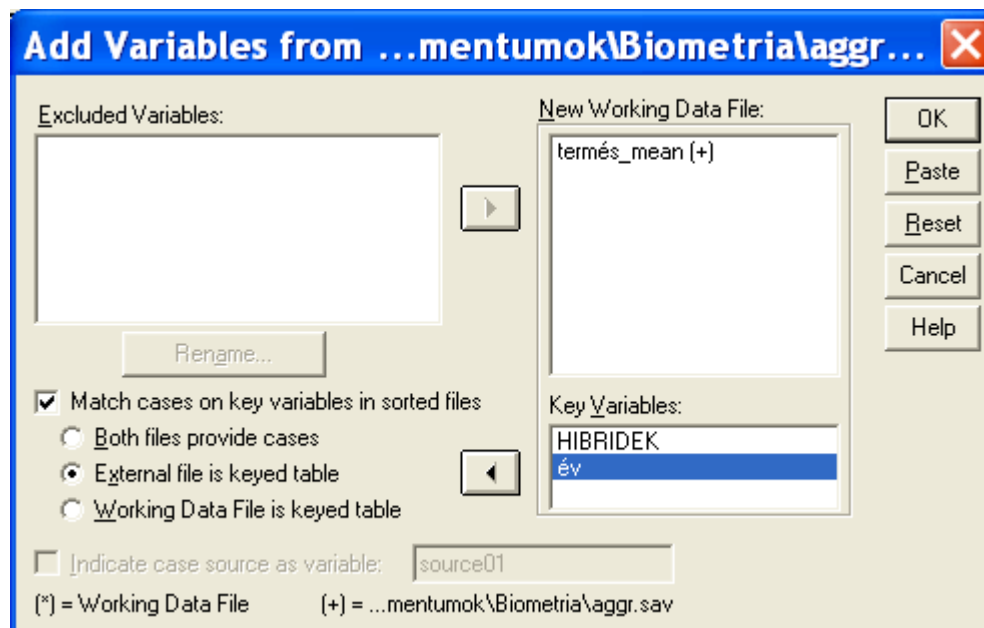 Add Variables from ...mentumok\Biometria\aggr...
Excluded Variables:
New Working Data File:
termés_mean (+)
OK
Paste
Reset
Cancel
Help
Rename...
Match cases on key variables in sorted files
Both files provide cases
External file is keyed table
Working Data File is keyed table
Key Variables:
HIBRIDEK
év
Indicate case source as variable:
source01
(*) = Working Data File
(+) = ...mentumok\Biometria\aggr.sav